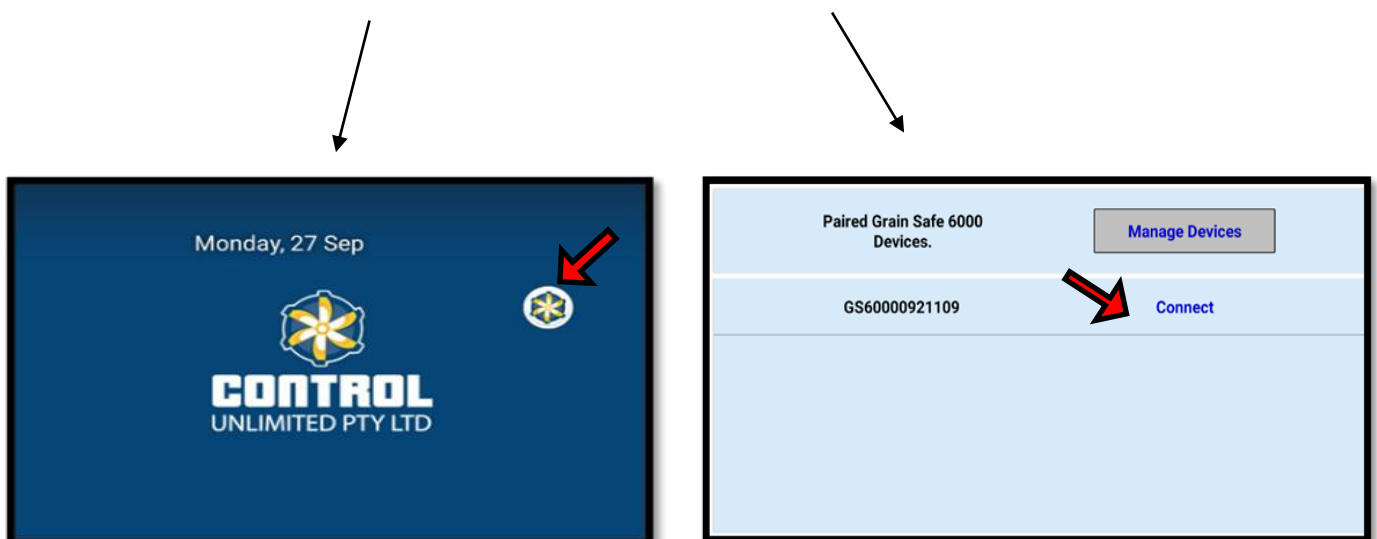 Monday, 27 Sep
CONTROL
UNLIMITED PTY LTD
Paired Grain Safe 6000
Devices.
Manage Devices
GS60000921109
Connect